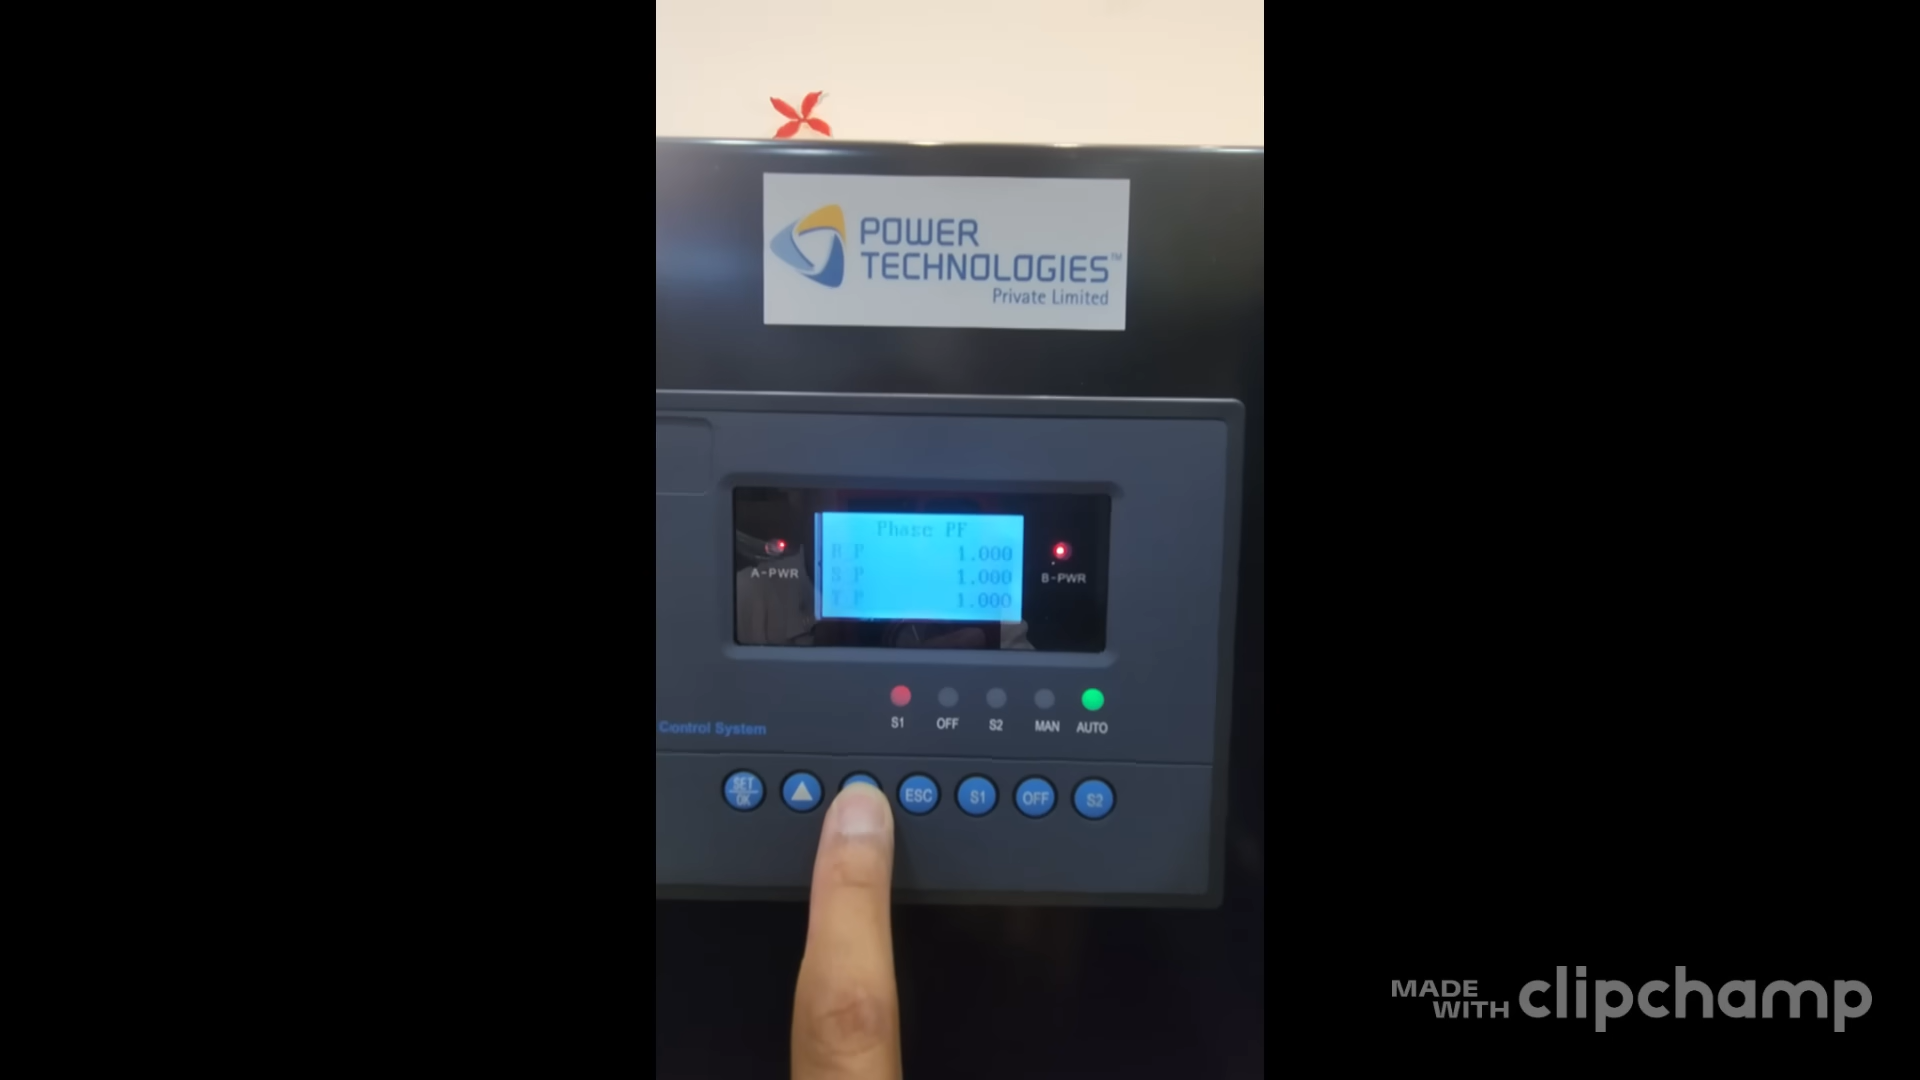 POWER
TECHNOLOGIES™
Private Limited
Phase PF
R P 1.000
S P 1.000
T P 1.000
A-PWR
B-PWR
S1 OFF S2 MAN AUTO
Control System
SET
OK
ESC S1 OFF S2
MADE
WITH
clipchamp